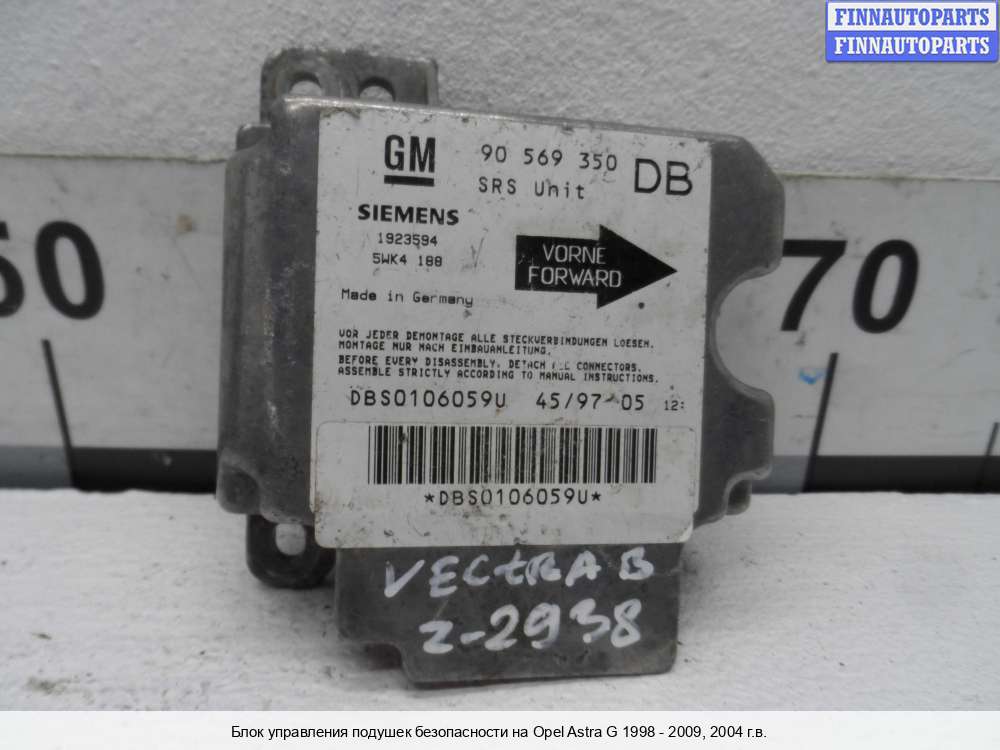 FINNAUTOPARTS
FINNAUTOPARTS
GM
90 569 350 DB
SRS Unit
SIEMENS
1923594
5WK4 188
VORNE
FORWARD
Made in Germany
VOR JEDER DEMONTAGE ALLE STECKVERBINDUNGEN LOESEN.
MONTAGE NUR NACH EINBAUANLEITUNG.
BEFORE EVERY DISASSEMBLY, DETACH ALL CONNECTORS.
ASSEMBLE STRICTLY ACCORDING TO MANUAL INSTRUCTIONS.
DBS0106059U 45/97-05 12:
*DBS0106059U*
50
70
VECTRA B
z-2938
Блок управления подушек безопасности на Opel Astra G 1998 - 2009, 2004 г.в.